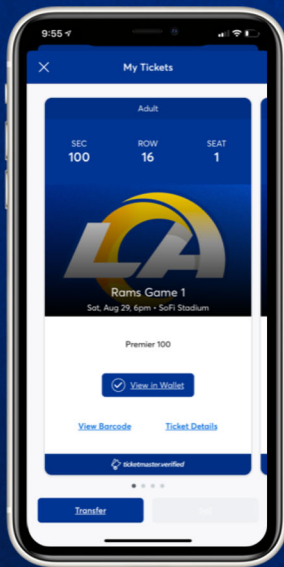 9:55
My Tickets
Adult
SEC ROW SEAT
100 16 1
LA
Rams Game 1
Sat, Aug 29, 6pm • SoFi Stadium
Premier 100
View in Wallet
View Barcode Ticket Details
ticketmaster.verified
Transfer